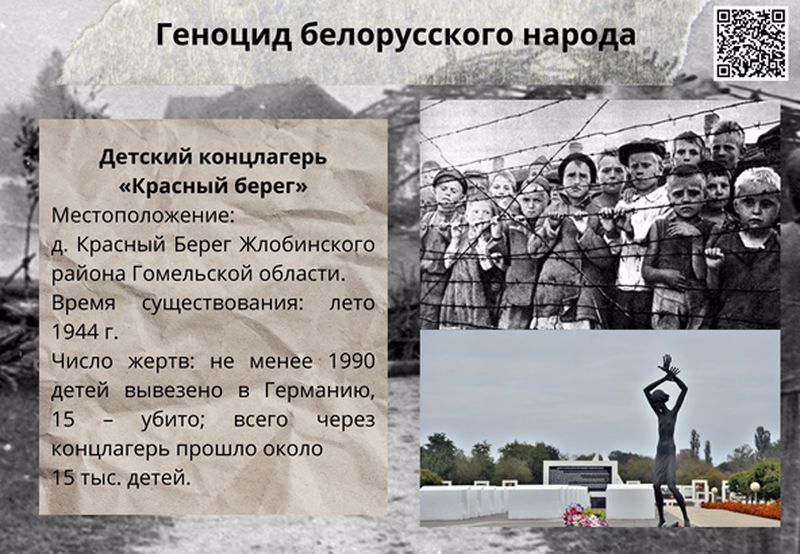 Геноцид белорусского народа
Детский концлагерь
«Красный берег»
Местоположение:
д. Красный Берег Жлобинского
района Гомельской области.
Время существования: лето
1944 г.
Число жертв: не менее 1990
детей вывезено в Германию,
15 – убито; всего через
концлагерь прошло около
15 тыс. детей.